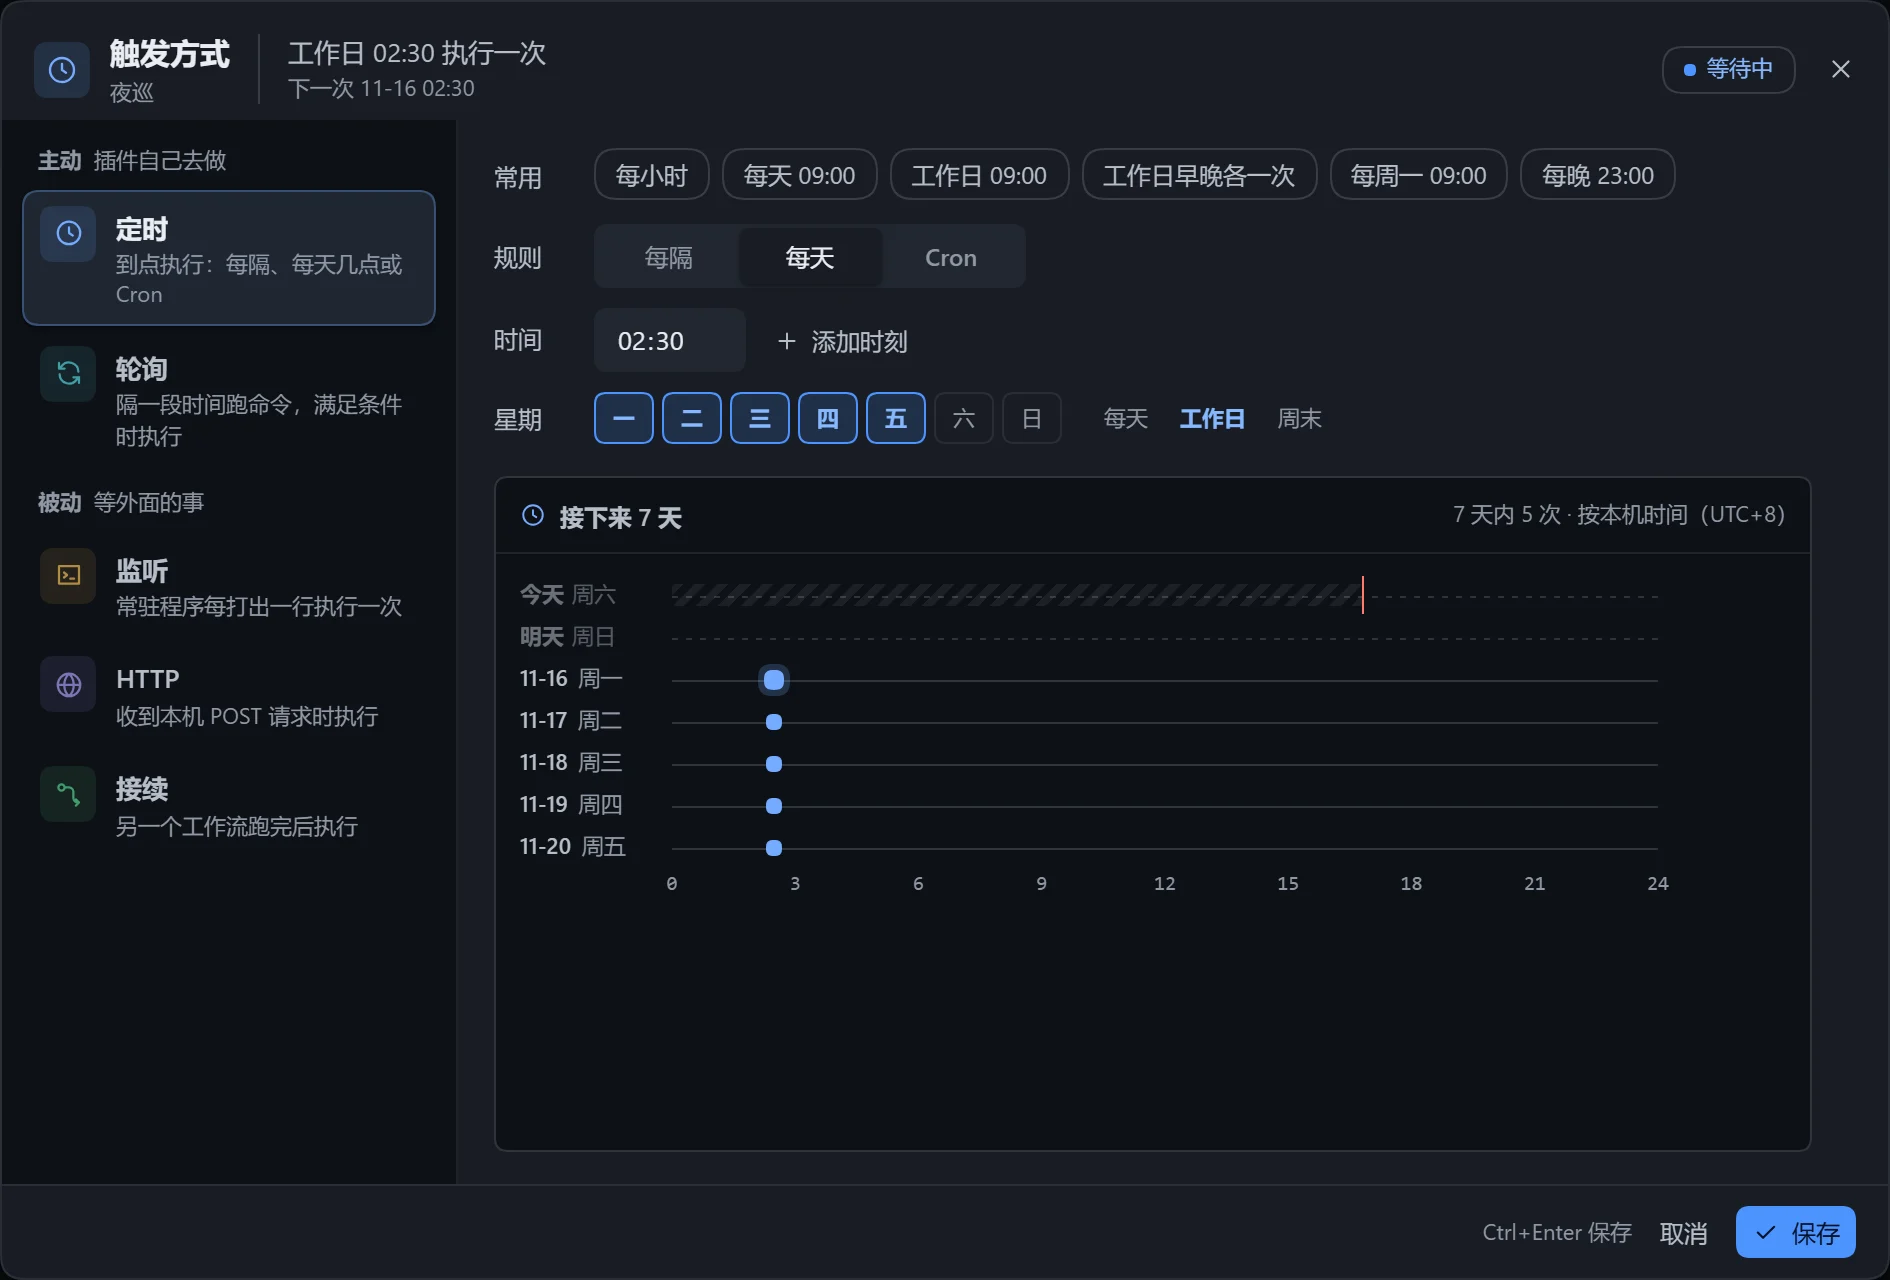 触发方式
夜巡
工作日 02:30 执行一次
下一次 11-16 02:30
等待中
主动 插件自己去做
定时
到点执行：每隔、每天几点或
Cron
轮询
隔一段时间跑命令，满足条件
时执行
被动 等外面的事
监听
常驻程序每打出一行执行一次
HTTP
收到本机 POST 请求时执行
接续
另一个工作流跑完后执行
常用 每小时 每天 09:00 工作日 09:00 工作日早晚各一次 每周一 09:00 每晚 23:00
规则 每隔 每天 Cron
时间 02:30 + 添加时刻
星期 一 二 三 四 五 六 日 每天 工作日 周末
接下来 7 天 7 天内 5 次 · 按本机时间（UTC+8）
今天 周六
明天 周日
11-16 周一
11-17 周二
11-18 周三
11-19 周四
11-20 周五
0 3 6 9 12 15 18 21 24
Ctrl+Enter 保存 取消 保存